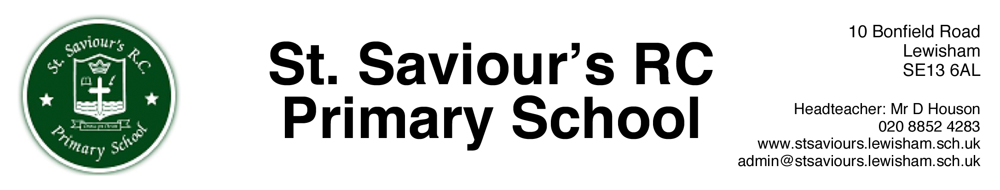 St. Saviour's R.C.
Primary School
St. Saviour’s RC
Primary School
10 Bonfield Road
Lewisham
SE13 6AL
Headteacher: Mr D Houson
020 8852 4283
www.stsaviours.lewisham.sch.uk
admin@stsaviours.lewisham.sch.uk